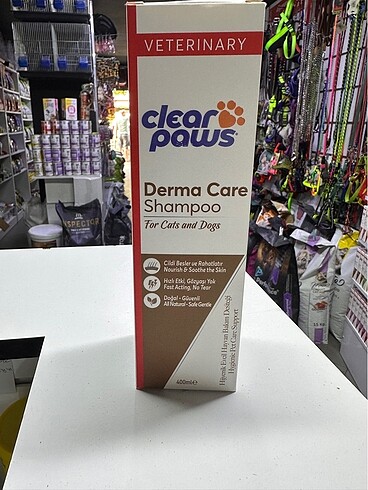 VETERINARY
clear
paws
Derma Care
Shampoo
For Cats and Dogs
Cildi Besler ve Rahatlatır
Nourish & Soothe the Skin
Hızlı Etki, Gözyaşı Yok
Fast Acting, No Tear
Doğal - Güvenli
All Natural - Safe Gentle
400ml℮
Hijyenik Evcil Hayvan Bakım Desteği
Hygienic Pet Care Support